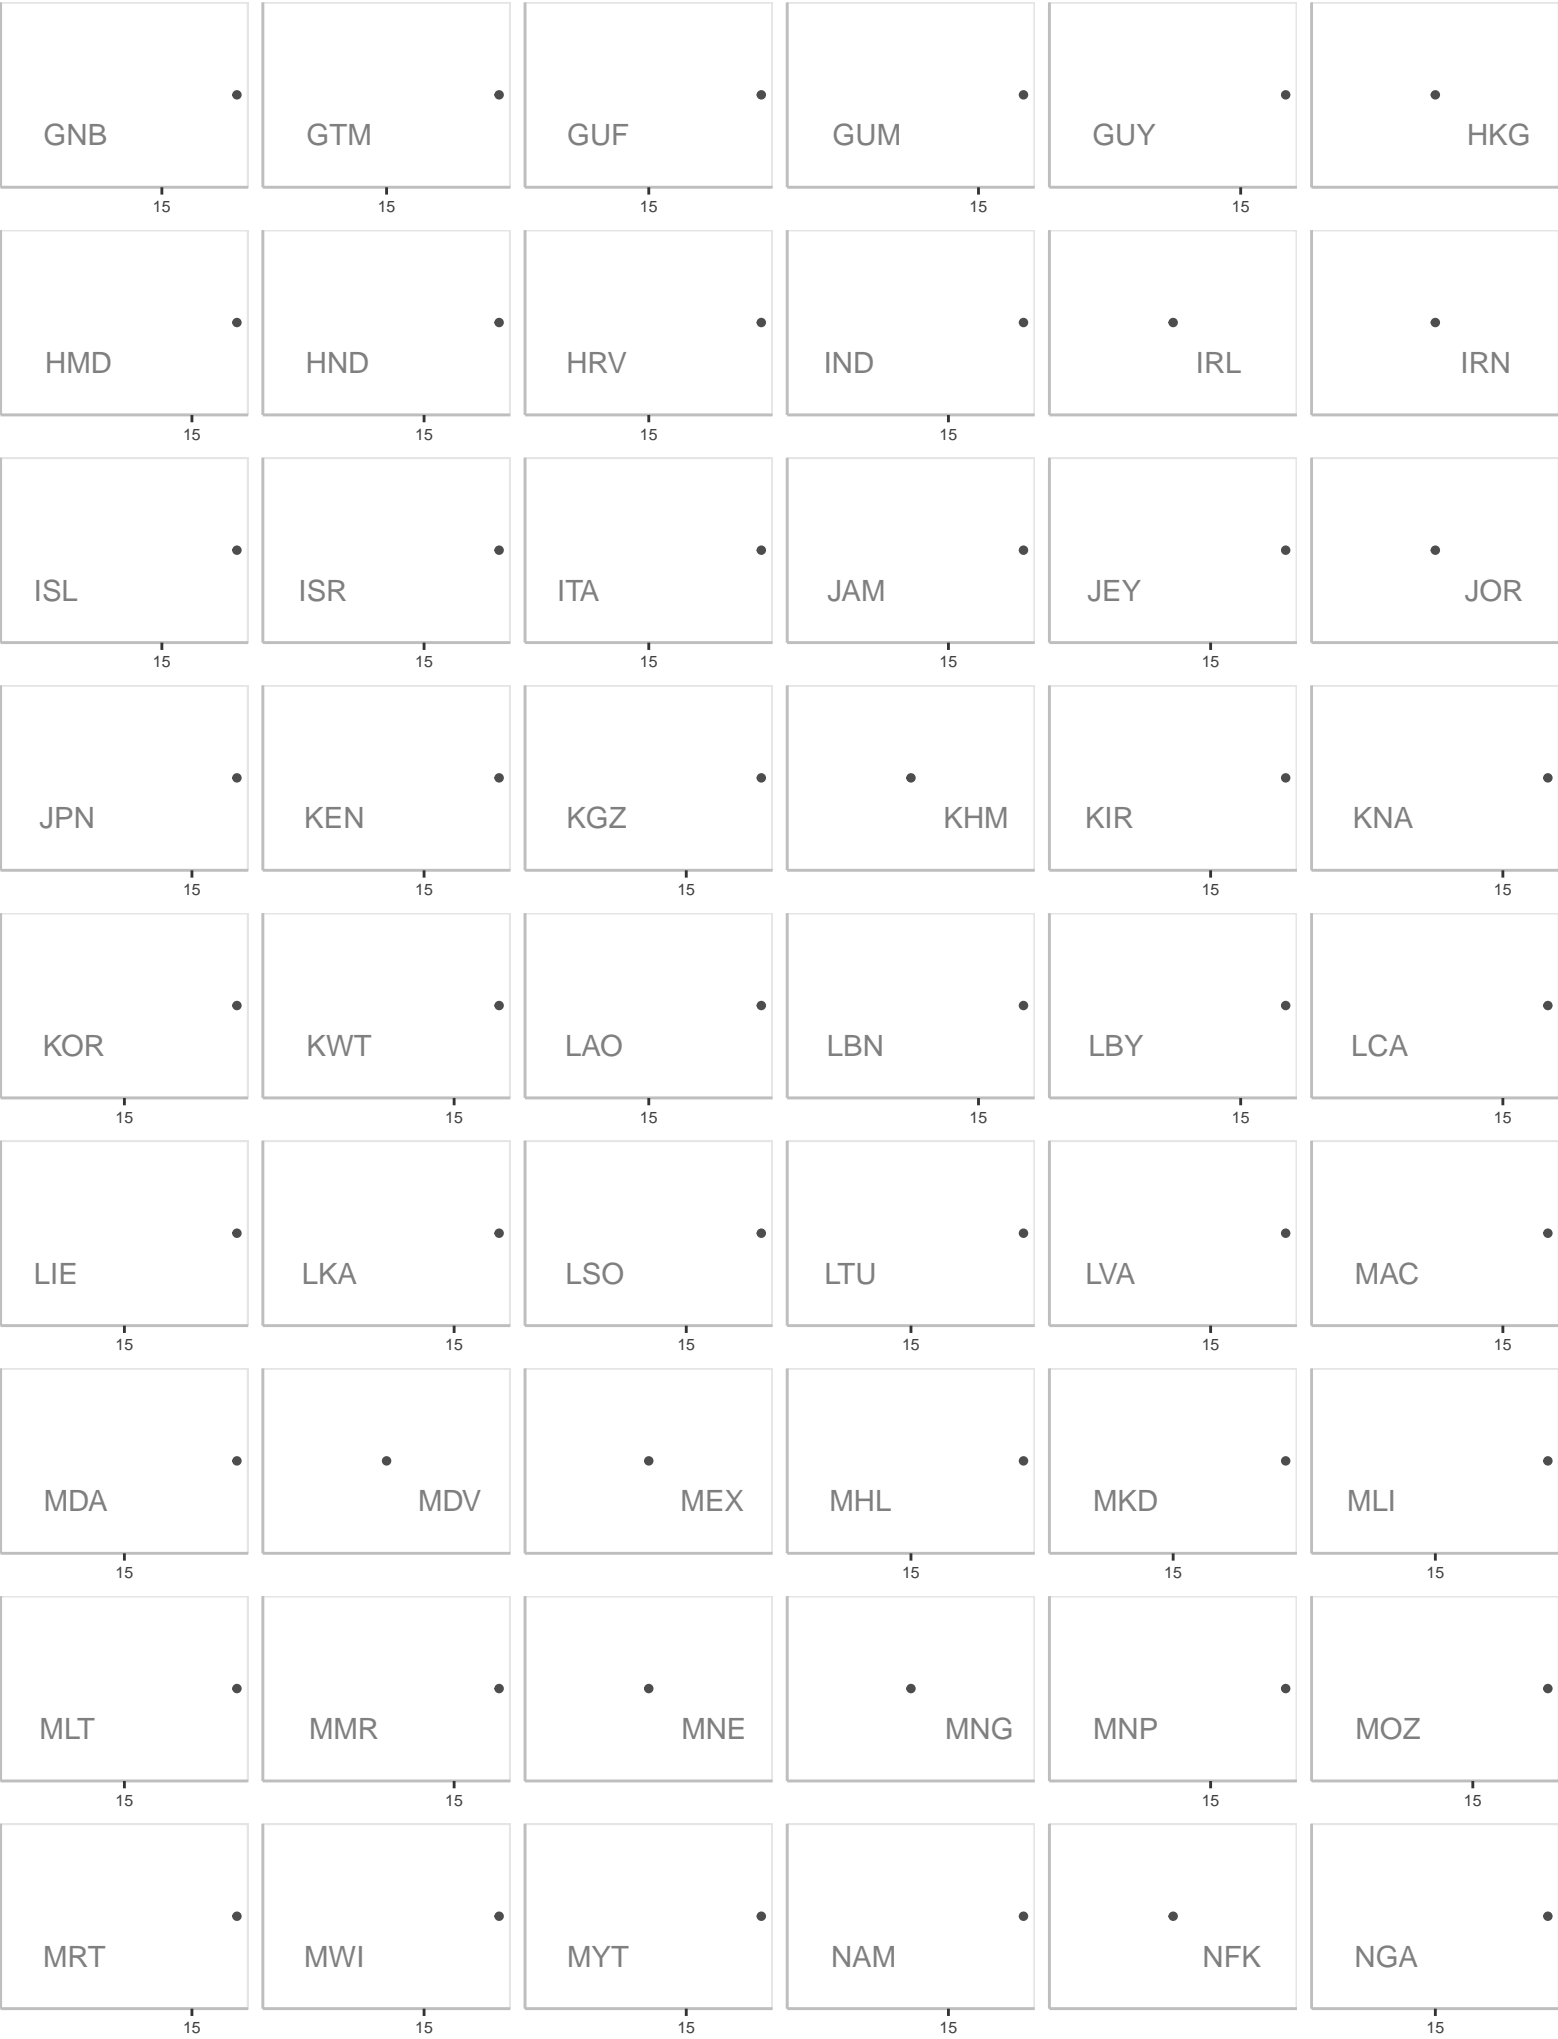 GNB GTM GUF GUM GUY HKG
15 15 15 15 15
HMD HND HRV IND IRL IRN
15 15 15 15
ISL ISR ITA JAM JEY JOR
15 15 15 15 15
JPN KEN KGZ KHM KIR KNA
15 15 15 15 15
KOR KWT LAO LBN LBY LCA
15 15 15 15 15 15
LIE LKA LSO LTU LVA MAC
15 15 15 15 15 15
MDA MDV MEX MHL MKD MLI
15 15 15 15
MLT MMR MNE MNG MNP MOZ
15 15 15 15
MRT MWI MYT NAM NFK NGA
15 15 15 15 15